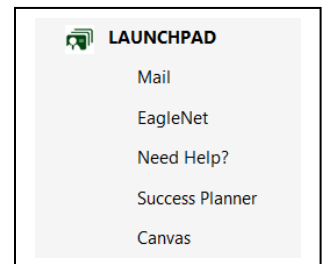 LAUNCHPAD
Mail
EagleNet
Need Help?
Success Planner
Canvas